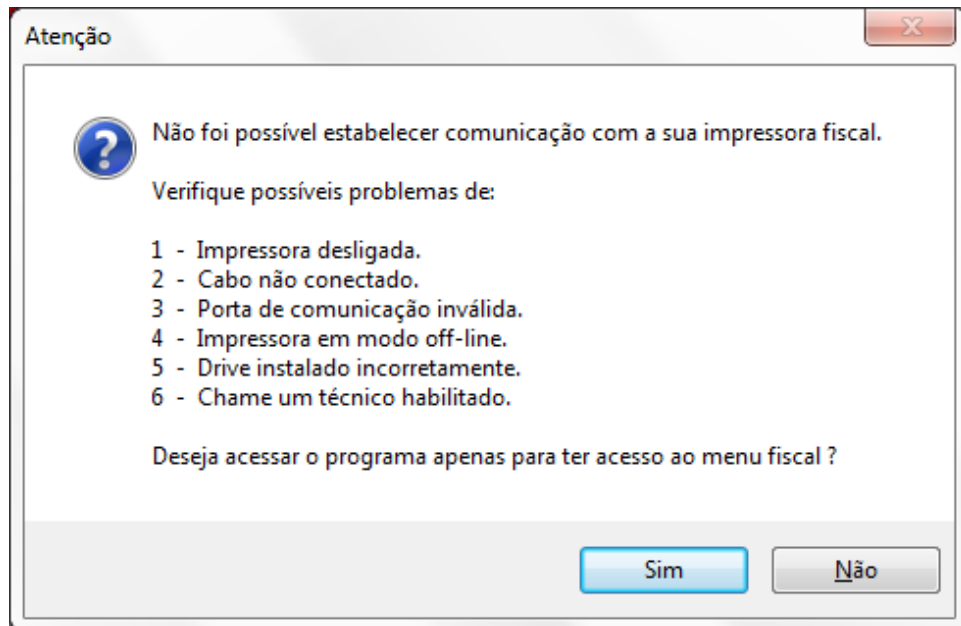 Atenção
Não foi possível estabelecer comunicação com a sua impressora fiscal.
Verifique possíveis problemas de:
1 - Impressora desligada.
2 - Cabo não conectado.
3 - Porta de comunicação inválida.
4 - Impressora em modo off-line.
5 - Drive instalado incorretamente.
6 - Chame um técnico habilitado.
Deseja acessar o programa apenas para ter acesso ao menu fiscal ?
Sim
Não